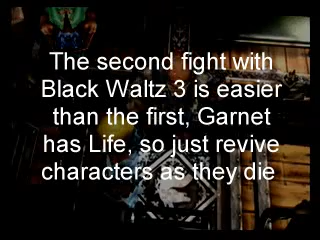 The second fight with
Black Waltz 3 is easier
than the first, Garnet
has Life, so just revive
characters as they die